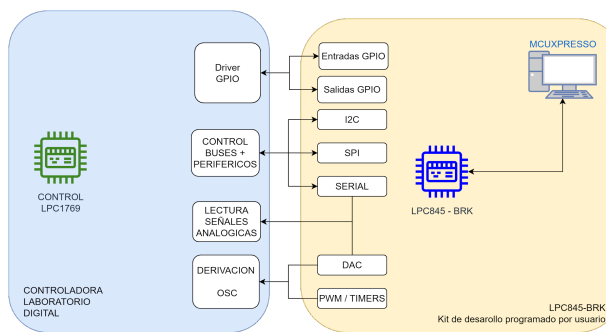 MCUXPRESSO
Driver
GPIO
Entradas GPIO
Salidas GPIO
I2C
CONTROL
BUSES +
PERIFERICOS
SPI
SERIAL
CONTROL
LPC1769
LPC845 - BRK
LECTURA
SEÑALES
ANALOGICAS
DERIVACION
OSC
DAC
PWM / TIMERS
CONTROLADORA
LABORATORIO
DIGITAL
LPC845-BRK
Kit de desarollo programado por usuario